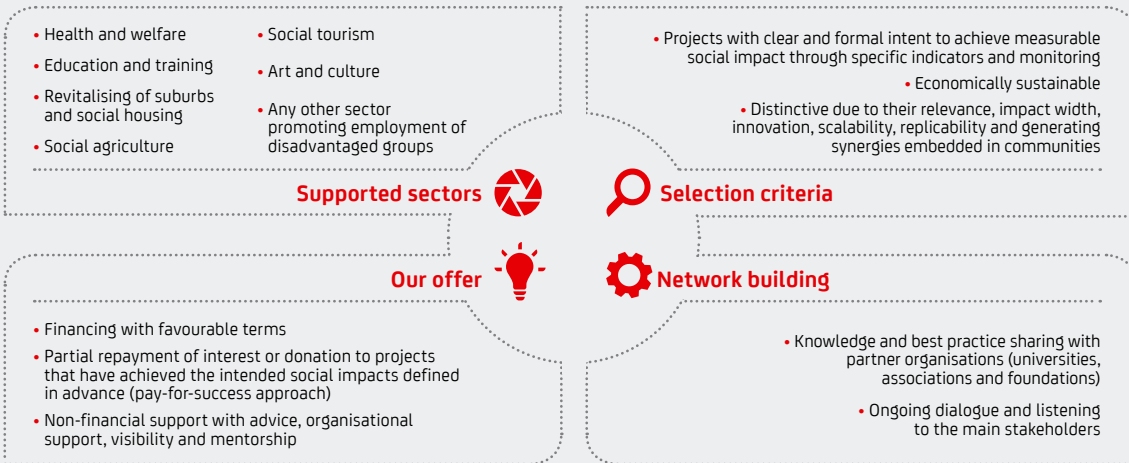 • Health and welfare
• Education and training
• Revitalising of suburbs
and social housing
• Social agriculture
• Social tourism
• Art and culture
• Any other sector
promoting employment of
disadvantaged groups
Supported sectors
• Projects with clear and formal intent to achieve measurable
social impact through specific indicators and monitoring
• Economically sustainable
• Distinctive due to their relevance, impact width,
innovation, scalability, replicability and generating
synergies embedded in communities
Selection criteria
Our offer
• Financing with favourable terms
• Partial repayment of interest or donation to projects
that have achieved the intended social impacts defined
in advance (pay-for-success approach)
• Non-financial support with advice, organisational
support, visibility and mentorship
Network building
• Knowledge and best practice sharing with
partner organisations (universities,
associations and foundations)
• Ongoing dialogue and listening
to the main stakeholders